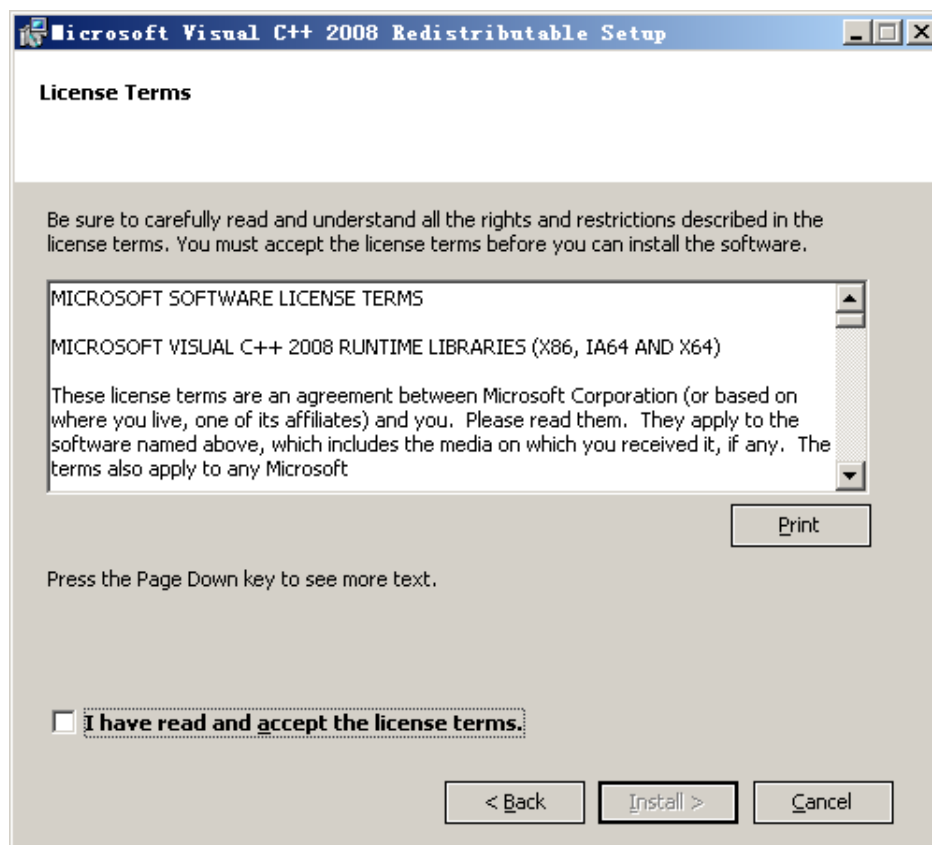 Microsoft Visual C++ 2008 Redistributable Setup
License Terms
Be sure to carefully read and understand all the rights and restrictions described in the
license terms. You must accept the license terms before you can install the software.
MICROSOFT SOFTWARE LICENSE TERMS
MICROSOFT VISUAL C++ 2008 RUNTIME LIBRARIES (X86, IA64 AND X64)
These license terms are an agreement between Microsoft Corporation (or based on
where you live, one of its affiliates) and you.  Please read them.  They apply to the
software named above, which includes the media on which you received it, if any.  The
terms also apply to any Microsoft
Print
Press the Page Down key to see more text.
I have read and accept the license terms.
< Back
Install >
Cancel